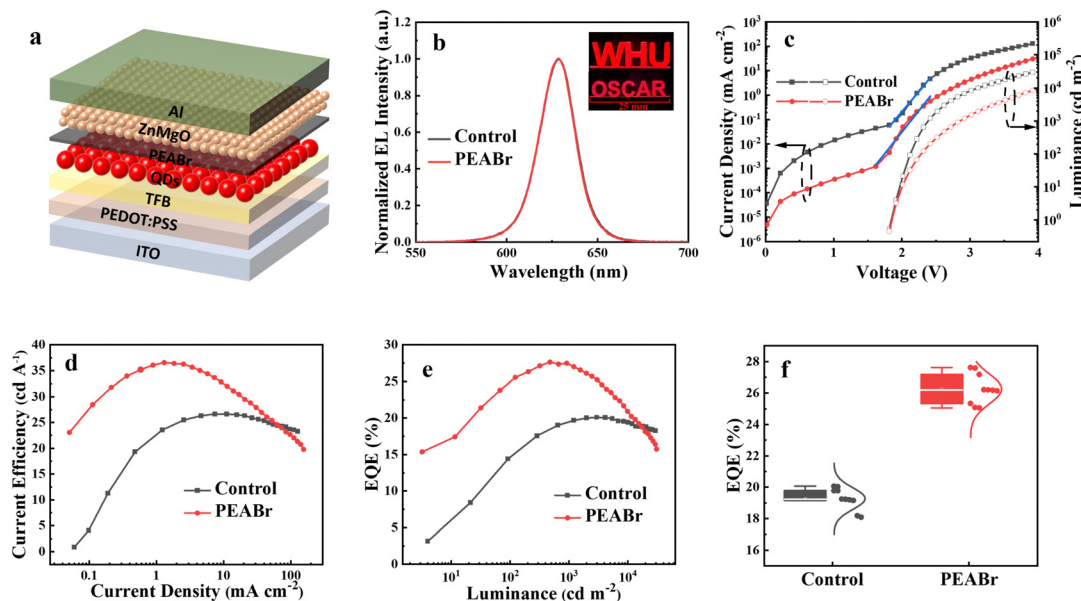 a
Al
ZnMgO
PEABr
QDs
TFB
PEDOT:PSS
ITO
b
Normalized EL Intensity (a.u.)
1.0
0.8
0.6
0.4
0.2
0.0
Control
PEABr
WHU
OSCAR
25 mm
550
600
650
700
Wavelength (nm)
c
Current Density (mA cm⁻²)
10³
10²
10¹
10⁰
10⁻¹
10⁻²
10⁻³
10⁻⁴
10⁻⁵
10⁻⁶
Control
PEABr
10⁶
10⁵
10⁴
10³
10²
10¹
10⁰
Luminance (cd m⁻²)
0
1
2
3
4
Voltage (V)
d
Current Efficiency (cd A⁻¹)
40
35
30
25
20
15
10
5
0
Control
PEABr
0.1
1
10
100
Current Density (mA cm⁻²)
e
EQE (%)
30
25
20
15
10
5
0
Control
PEABr
10¹
10²
10³
10⁴
Luminance (cd m⁻²)
f
EQE (%)
28
26
24
22
20
18
16
Control
PEABr